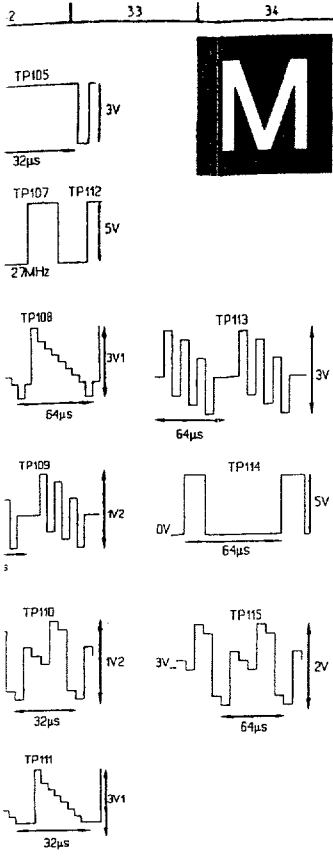 2 33 34
M
TP105
3V
32µs
TP107 TP112
5V
27MHz
TP108
3V1
64µs
TP113
3V
64µs
TP109
1V2
s
TP114
0V
5V
64µs
TP110
1V2
32µs
TP115
3V
2V
64µs
TP111
3V1
32µs